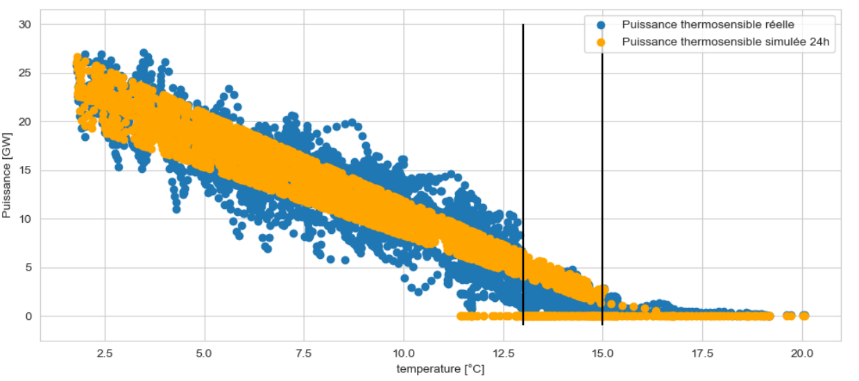 30
25
20
15
10
5
0
Puissance [GW]
Puissance thermosensible réelle
Puissance thermosensible simulée 24h
2.5 5.0 7.5 10.0 12.5 15.0 17.5 20.0
temperature [°C]